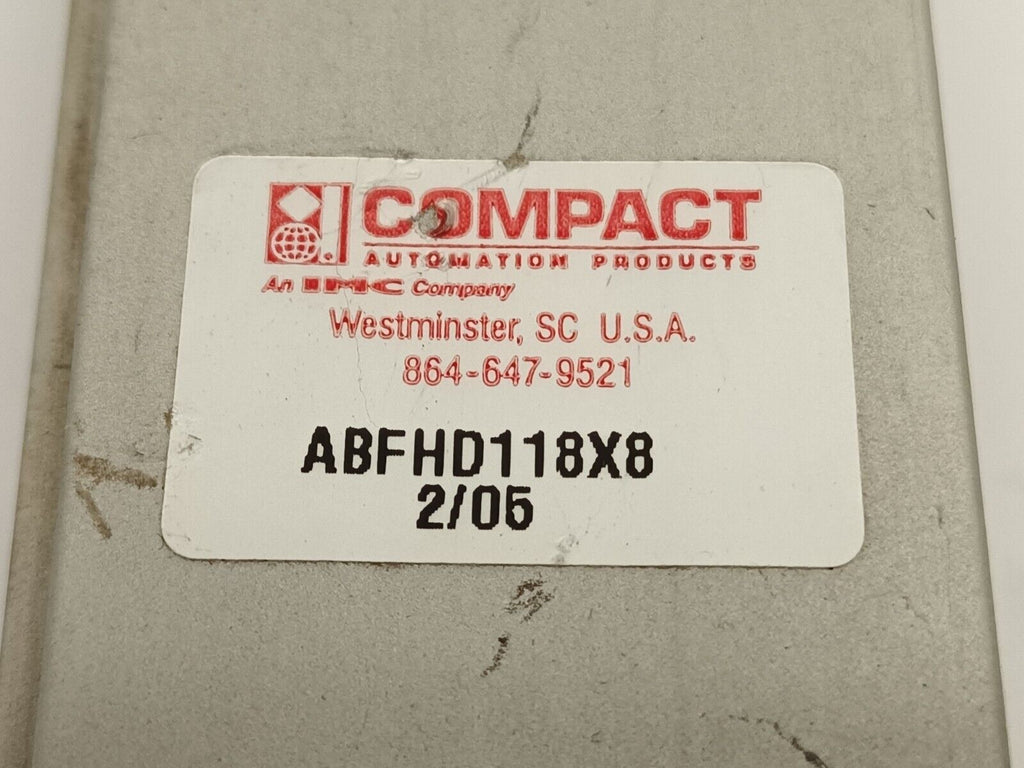 COMPACT
AUTOMATION PRODUCTS
An IMC Company
Westminster, SC U.S.A.
864-647-9521
ABFHD118X8
2/05